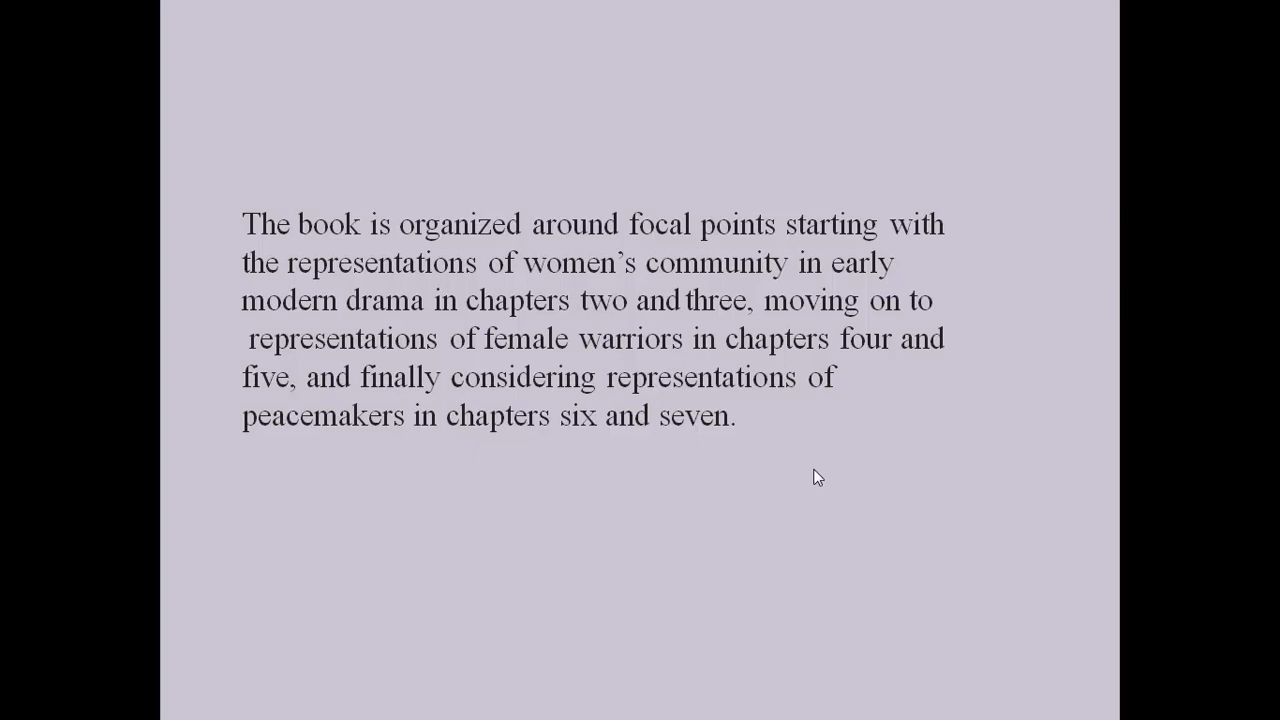 The book is organized around focal points starting with
the representations of women’s community in early
modern drama in chapters two and three, moving on to
representations of female warriors in chapters four and
five, and finally considering representations of
peacemakers in chapters six and seven.